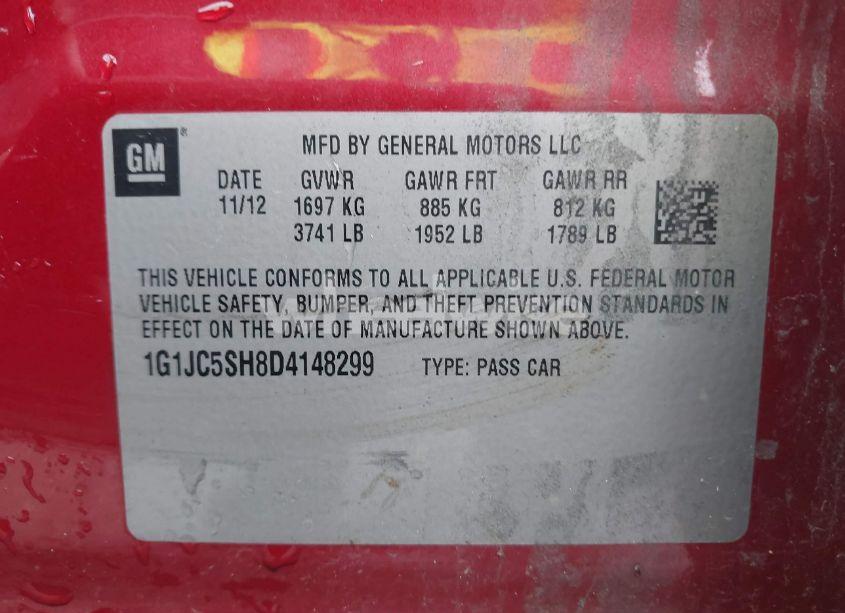 GM ®
MFD BY GENERAL MOTORS LLC
DATE GVWR GAWR FRT GAWR RR
11/12 1697 KG 885 KG 812 KG
3741 LB 1952 LB 1789 LB
THIS VEHICLE CONFORMS TO ALL APPLICABLE U.S. FEDERAL MOTOR
VEHICLE SAFETY, BUMPER, AND THEFT PREVENTION STANDARDS IN
EFFECT ON THE DATE OF MANUFACTURE SHOWN ABOVE.
1G1JC5SH8D4148299 TYPE: PASS CAR